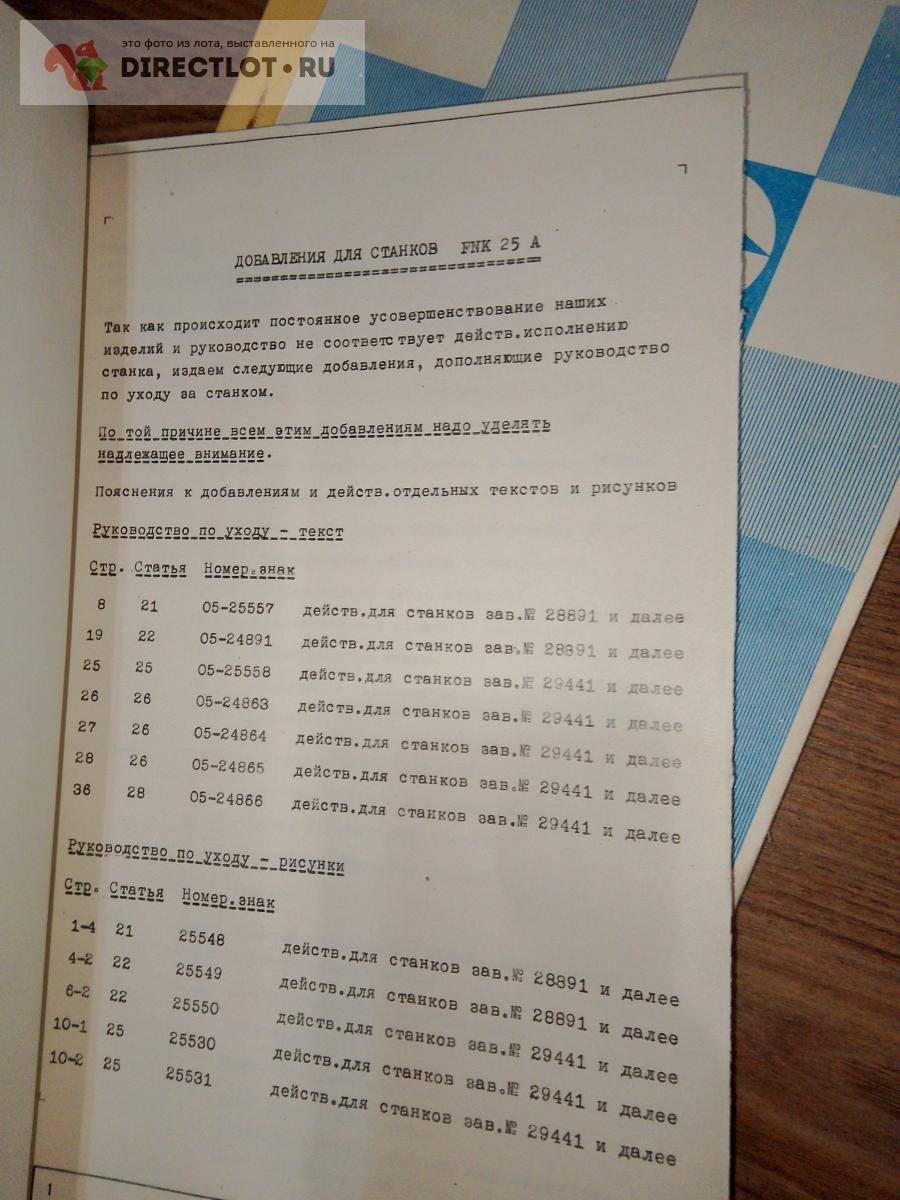 это фото из лота, выставленного на
DIRECTLOT.RU
ДОБАВЛЕНИЯ ДЛЯ СТАНКОВ FNK 25 A
Так как происходит постоянное усовершенствование наших
изделий и руководство не соответствует действ.исполнению
станка, издаем следующие добавления, дополняющие руководство
по уходу за станком.
По той причине всем этим добавлениям надо уделять
надлежащее внимание.
Пояснения к добавлениям и действ.отдельных текстов и рисунков
Руководство по уходу - текст
Стр. Статья Номер.знак
8 21 05-25557 действ.для станков зав.№ 28891 и далее
19 22 05-24891 действ.для станков зав.№ 28891 и далее
25 25 05-25558 действ.для станков зав.№ 29441 и далее
26 26 05-24863 действ.для станков зав.№ 29441 и далее
27 26 05-24864 действ.для станков зав.№ 29441 и далее
28 26 05-24865 действ.для станков зав.№ 29441 и далее
36 28 05-24866 действ.для станков зав.№ 29441 и далее
Руководство по уходу - рисунки
Стр. Статья Номер.знак
1-4 21 25548 действ.для станков зав.№ 28891 и далее
4-2 22 25549 действ.для станков зав.№ 28891 и далее
6-2 22 25550 действ.для станков зав.№ 29441 и далее
10-1 25 25530 действ.для станков зав.№ 29441 и далее
10-2 25 25531 действ.для станков зав.№ 29441 и далее
1